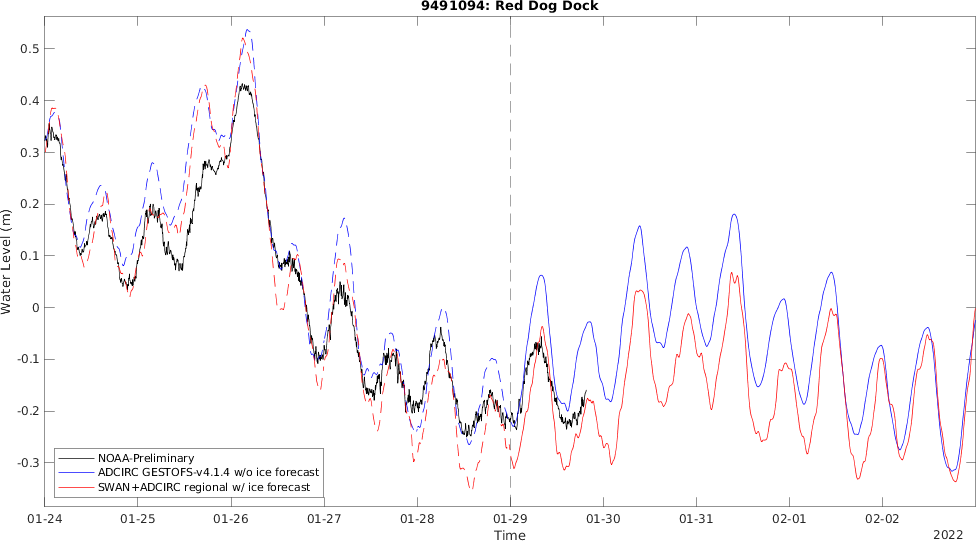 9491094: Red Dog Dock
0.5
0.4
0.3
0.2
0.1
0
-0.1
-0.2
-0.3
Water Level (m)
NOAA-Preliminary
ADCIRC GESTOFS-v4.1.4 w/o ice forecast
SWAN+ADCIRC regional w/ ice forecast
01-24 01-25 01-26 01-27 01-28 01-29 01-30 01-31 02-01 02-02
Time
2022